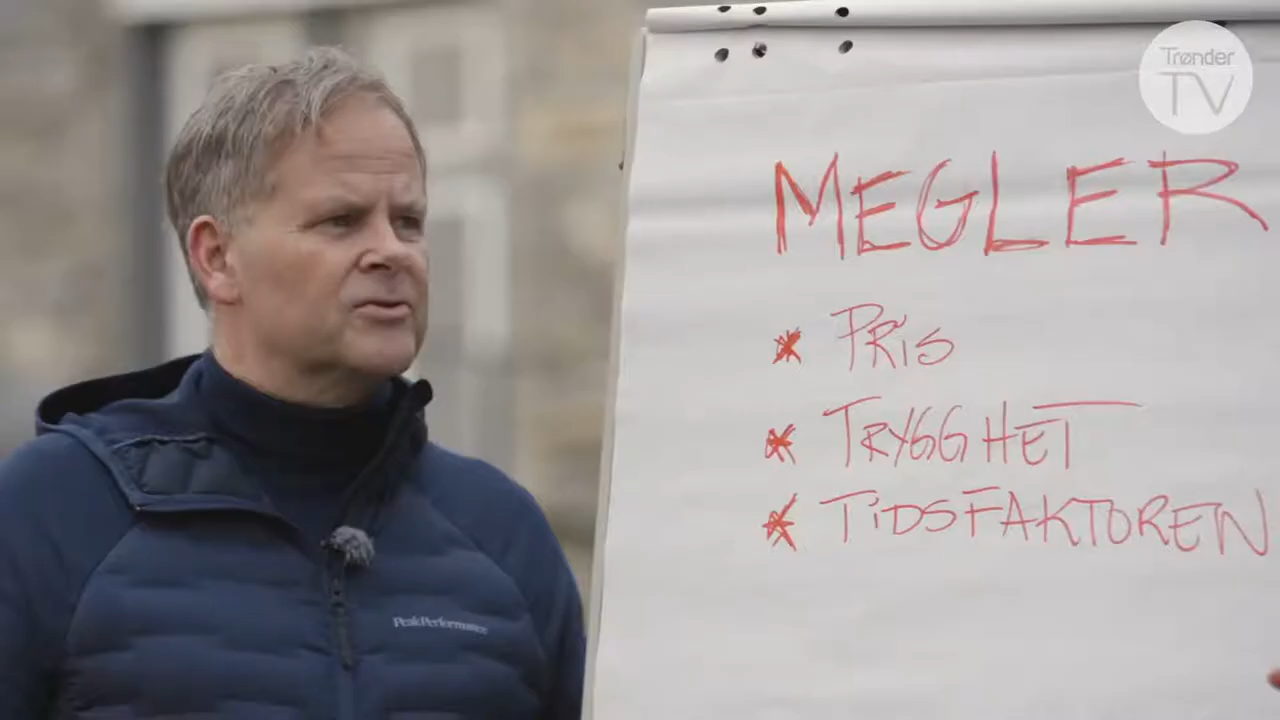 Trønder
TV
MEGLER
* PRiS
* TRYGGHET
* TiDSFAKTOREN
PeakPerformance